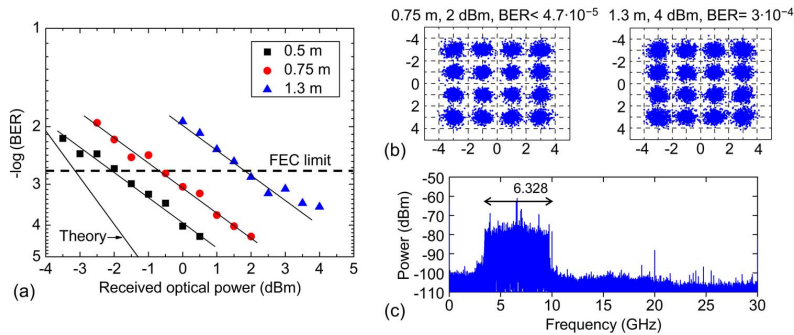 1
2
3
4
5
-log (BER)
0.5 m
0.75 m
1.3 m
FEC limit
Theory
-4 -3 -2 -1 0 1 2 3 4 5
Received optical power (dBm)
(a)
0.75 m, 2 dBm, BER< 4.7·10-5
-4
-2
0
2
4
-4 -2 0 2 4
1.3 m, 4 dBm, BER= 3·10-4
-4
-2
0
2
4
-4 -2 0 2 4
(b)
-50
-60
-70
-80
-90
-100
-110
Power (dBm)
6.328
0 5 10 15 20 25 30
Frequency (GHz)
(c)